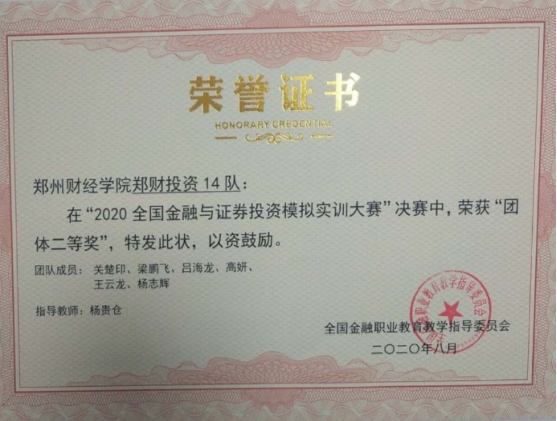 荣誉证书
HONORARY CREDENTIAL
郑州财经学院郑财投资14队：
在“2020全国金融与证券投资模拟实训大赛”决赛中，荣获“团
体二等奖”，特发此状，以资鼓励。
团队成员： 关楚印、梁鹏飞、吕海龙、高妍、
王云龙、杨志辉
指导教师：杨贵仓
全国金融职业教育教学指导委员会
二〇二〇年八月